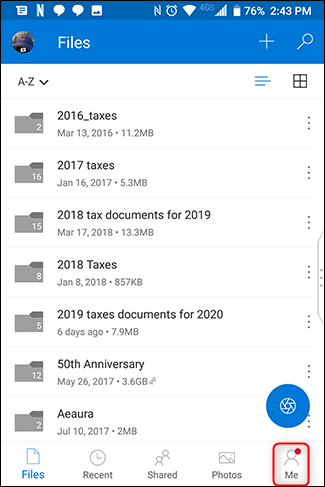 4GS 76% 2:43 PM
Files
A-Z
2016_taxes
2 Mar 13, 2016 • 11.2MB
2017 taxes
16 Jan 16, 2017 • 5.3MB
2018 tax documents for 2019
15 Mar 17, 2018 • 13.3MB
2018 Taxes
8 Jan 8, 2018 • 857KB
2019 taxes documents for 2020
5 6 days ago • 7.9MB
50th Anniversary
12 May 26, 2017 • 3.6GB
Aeaura
2 Jul 10, 2017 • 2MB
Files Recent Shared Photos Me